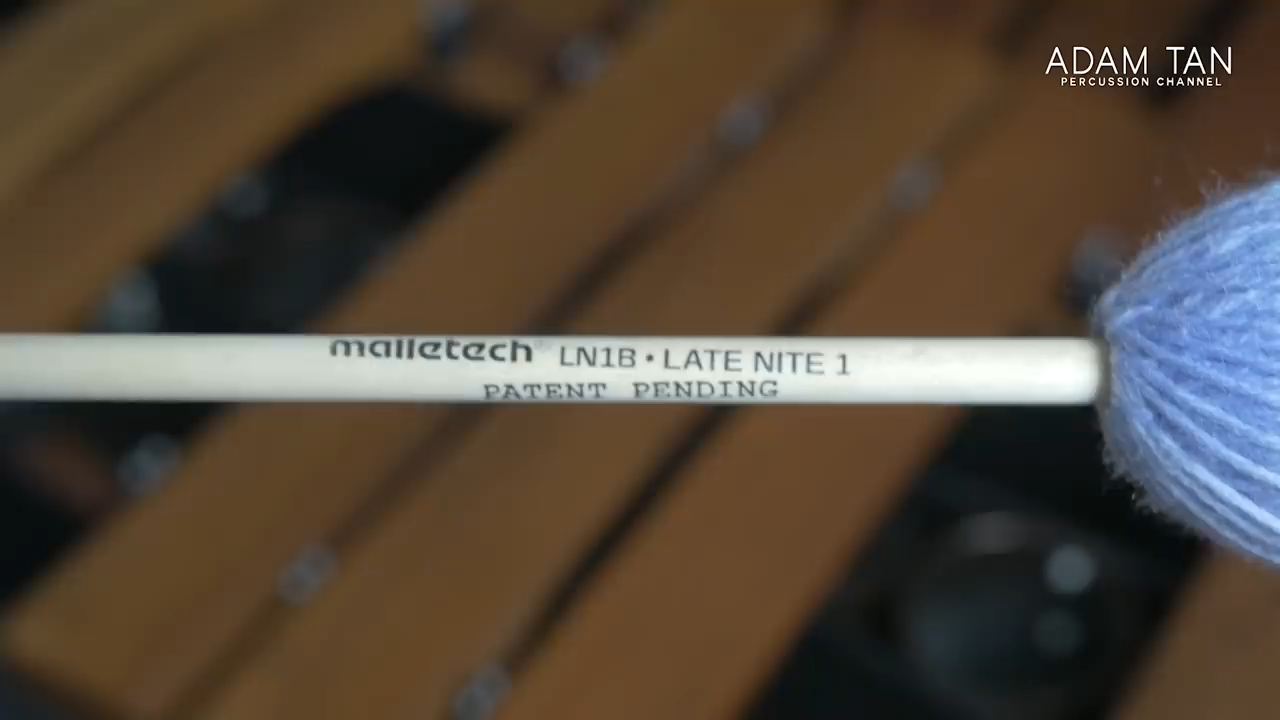 ADAM TAN
PERCUSSION CHANNEL
malletech® LN1B • LATE NITE 1
PATENT PENDING